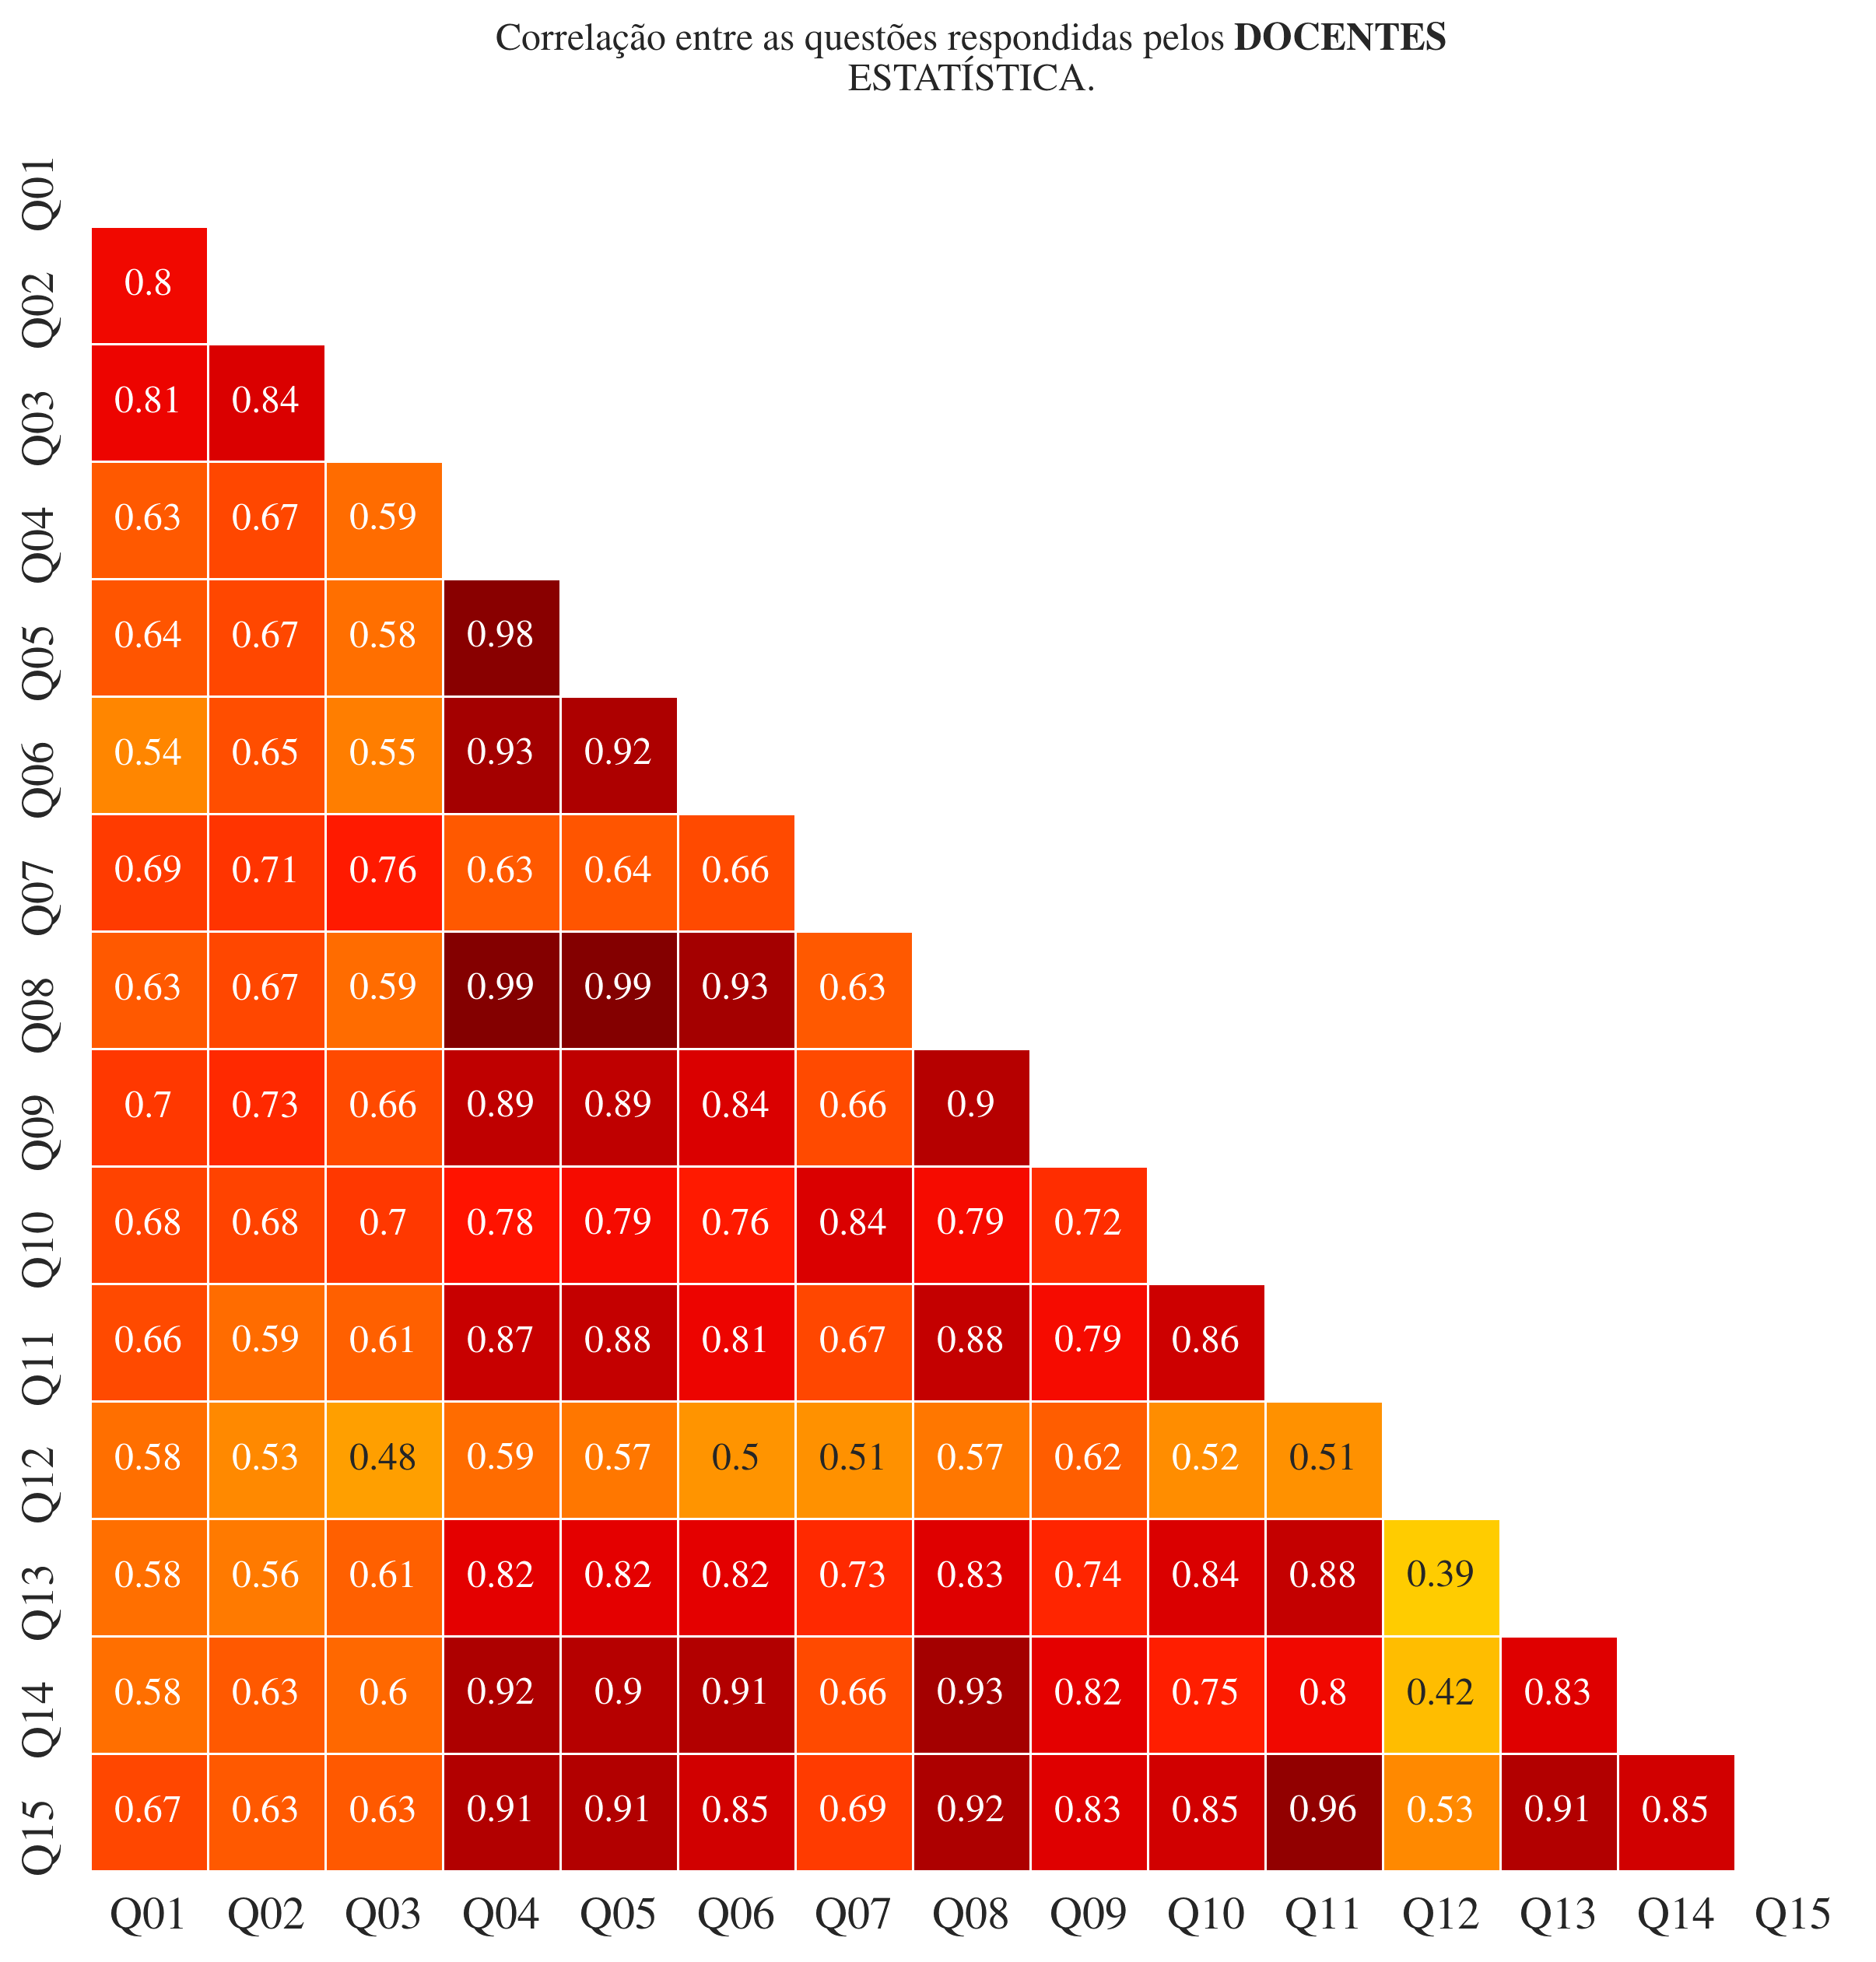 Correlação entre as questões respondidas pelos DOCENTES
ESTATÍSTICA.
Q01
Q02 0.8
Q03 0.81 0.84
Q04 0.63 0.67 0.59
Q05 0.64 0.67 0.58 0.98
Q06 0.54 0.65 0.55 0.93 0.92
Q07 0.69 0.71 0.76 0.63 0.64 0.66
Q08 0.63 0.67 0.59 0.99 0.99 0.93 0.63
Q09 0.7 0.73 0.66 0.89 0.89 0.84 0.66 0.9
Q10 0.68 0.68 0.7 0.78 0.79 0.76 0.84 0.79 0.72
Q11 0.66 0.59 0.61 0.87 0.88 0.81 0.67 0.88 0.79 0.86
Q12 0.58 0.53 0.48 0.59 0.57 0.5 0.51 0.57 0.62 0.52 0.51
Q13 0.58 0.56 0.61 0.82 0.82 0.82 0.73 0.83 0.74 0.84 0.88 0.39
Q14 0.58 0.63 0.6 0.92 0.9 0.91 0.66 0.93 0.82 0.75 0.8 0.42 0.83
Q15 0.67 0.63 0.63 0.91 0.91 0.85 0.69 0.92 0.83 0.85 0.96 0.53 0.91 0.85
Q01 Q02 Q03 Q04 Q05 Q06 Q07 Q08 Q09 Q10 Q11 Q12 Q13 Q14 Q15